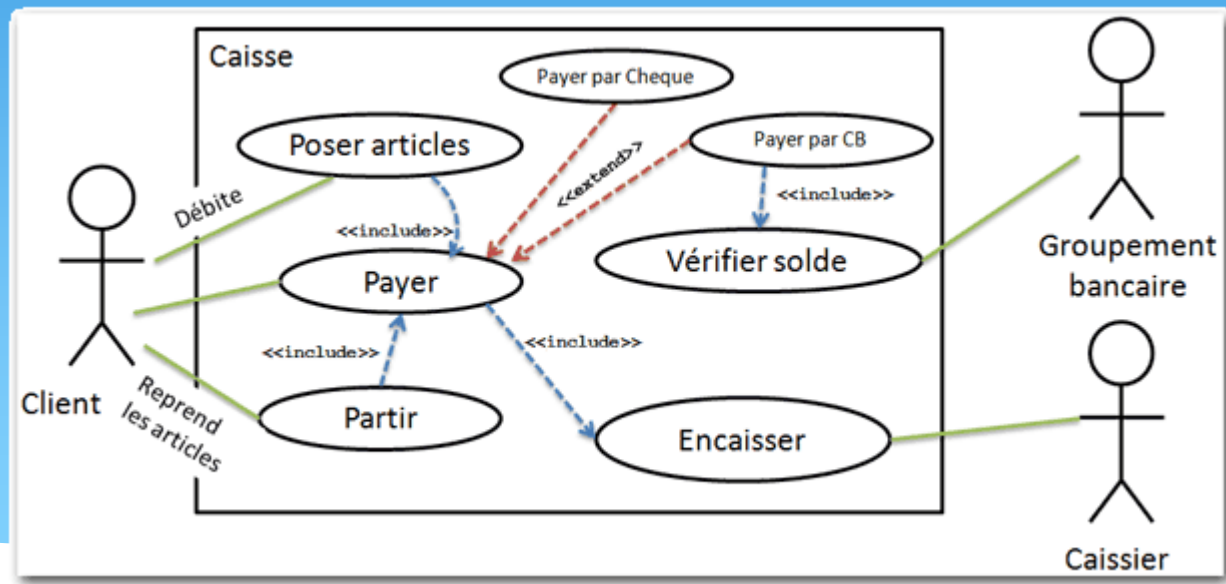 Caisse
Payer par Cheque
Poser articles
Payer par CB
Débite
<<extend>>
<<include>>
<<include>>
Vérifier solde
Payer
Groupement
bancaire
<<include>>
<<include>>
Client
Reprend
les articles
Partir
Encaisser
Caissier